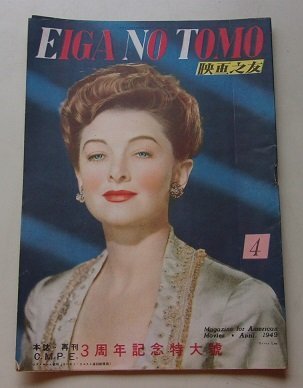 EIGA NO TOMO
映画之友
4
Magazine for American
Movies • April 1949
本誌・再刊
C.M.P.E. 3周年記念特大號